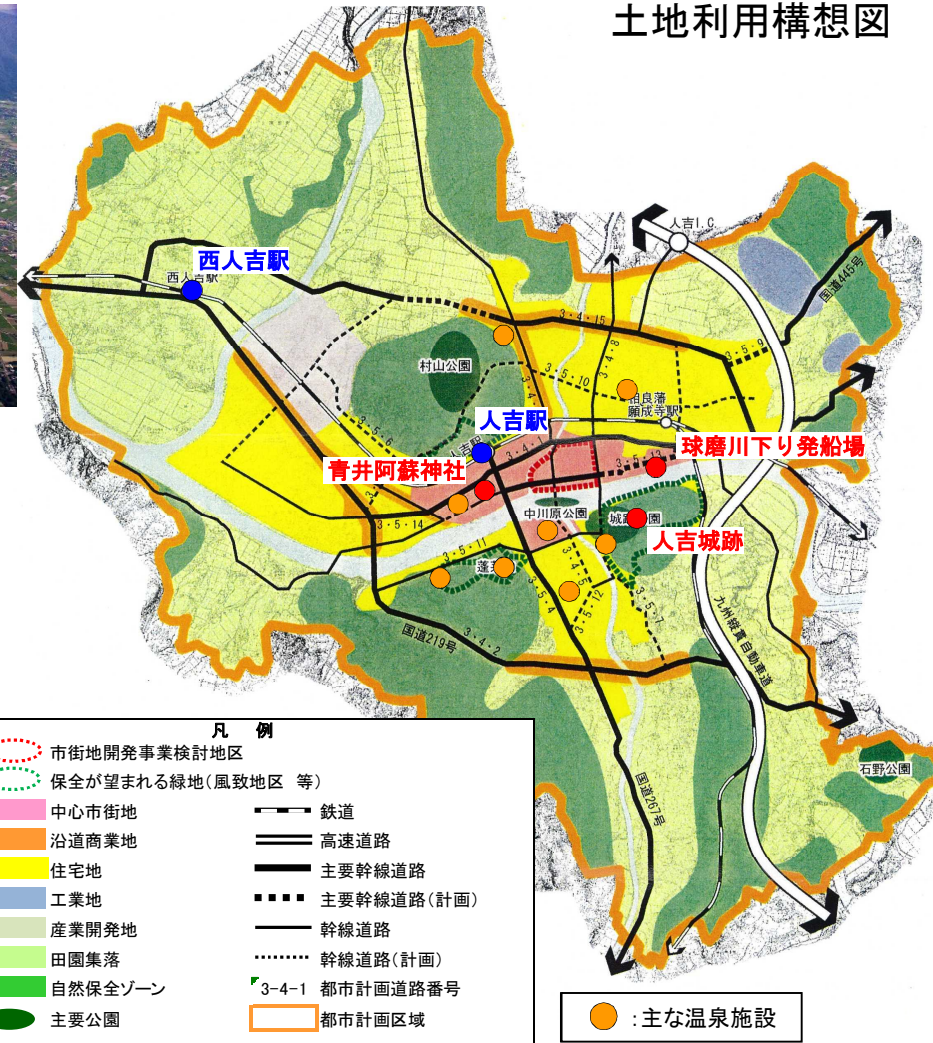 土地利用構想図
人吉I.C
国道445号
西人吉駅
西人吉駅
3・4・15
3・5・9
3・4・8
村山公園
3・5・10
相良藩
願成寺駅
人吉駅
3・5・6
3・4・1
球磨川下り発船場
3・5・13
青井阿蘇神社
中川原公園
人吉城跡
3・5・14
3・5・11
3・4・5
3・5・12
3・5・4
3・5・7
国道219号
3・4・2
九州縦貫自動車道
国道267号
石野公園
凡 例
市街地開発事業検討地区
保全が望まれる緑地(風致地区 等)
中心市街地
鉄道
沿道商業地
高速道路
住宅地
主要幹線道路
工業地
主要幹線道路(計画)
産業開発地
幹線道路
田園集落
幹線道路(計画)
自然保全ゾーン
3-4-1 都市計画道路番号
主要公園
都市計画区域
:主な温泉施設